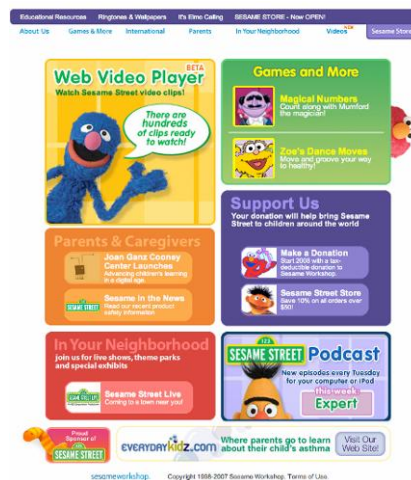 Educational Resources Ringtones & Wallpapers It's Elmo Calling SESAME STORE - Now OPEN!
About Us Games & More International Parents In Your Neighborhood Videos NEW Sesame Store
Web Video Player BETA
Watch Sesame Street video clips!
There are
hundreds
of clips ready
to watch!
Games and More
Magical Numbers
Count along with Mumford
the magician!
Zoe's Dance Moves
Move and groove your way
to healthy!
Support Us
Your donation will help bring Sesame
Street to children around the world
Make a Donation
Start 2008 with a tax-
deductible donation to
Sesame Workshop.
Sesame Street Store
Save 10% on all orders over
$50!
Parents & Caregivers
Joan Ganz Cooney
Center Launches
Advancing children's learning
in a digital age
SESAME STREET
Sesame in the News
Read our recent product
safety information
In Your Neighborhood
Join us for live shows, theme parks
and special exhibits
Sesame Street Live
Coming to a town near you!
123
SESAME STREET Podcast
New episodes every Tuesday
for your computer or iPod
this week
Expert
Proud
Sponsor of
SESAME STREET
EVERYDAYkidz.com
Where parents go to learn
about their child's asthma
Visit Our
Web Site!
sesameworkshop. Copyright 1998-2007 Sesame Workshop. Terms of Use.